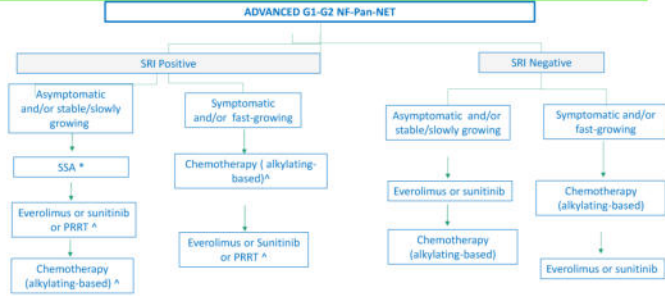 ADVANCED G1-G2 NF-Pan-NET
SRI Positive
SRI Negative
Asymptomatic
and/or stable/slowly
growing
Symptomatic
and/or fast-growing
Asymptomatic and/or
stable/slowly growing
Symptomatic and/or
fast-growing
SSA *
Chemotherapy ( alkylating-
based)^
Everolimus or sunitinib
Chemotherapy
(alkylating-based)
Everolimus or sunitinib
or PRRT ^
Everolimus or Sunitinib
or PRRT ^
Chemotherapy
(alkylating-based)
Everolimus or sunitinib
Chemotherapy
(alkylating-based) ^